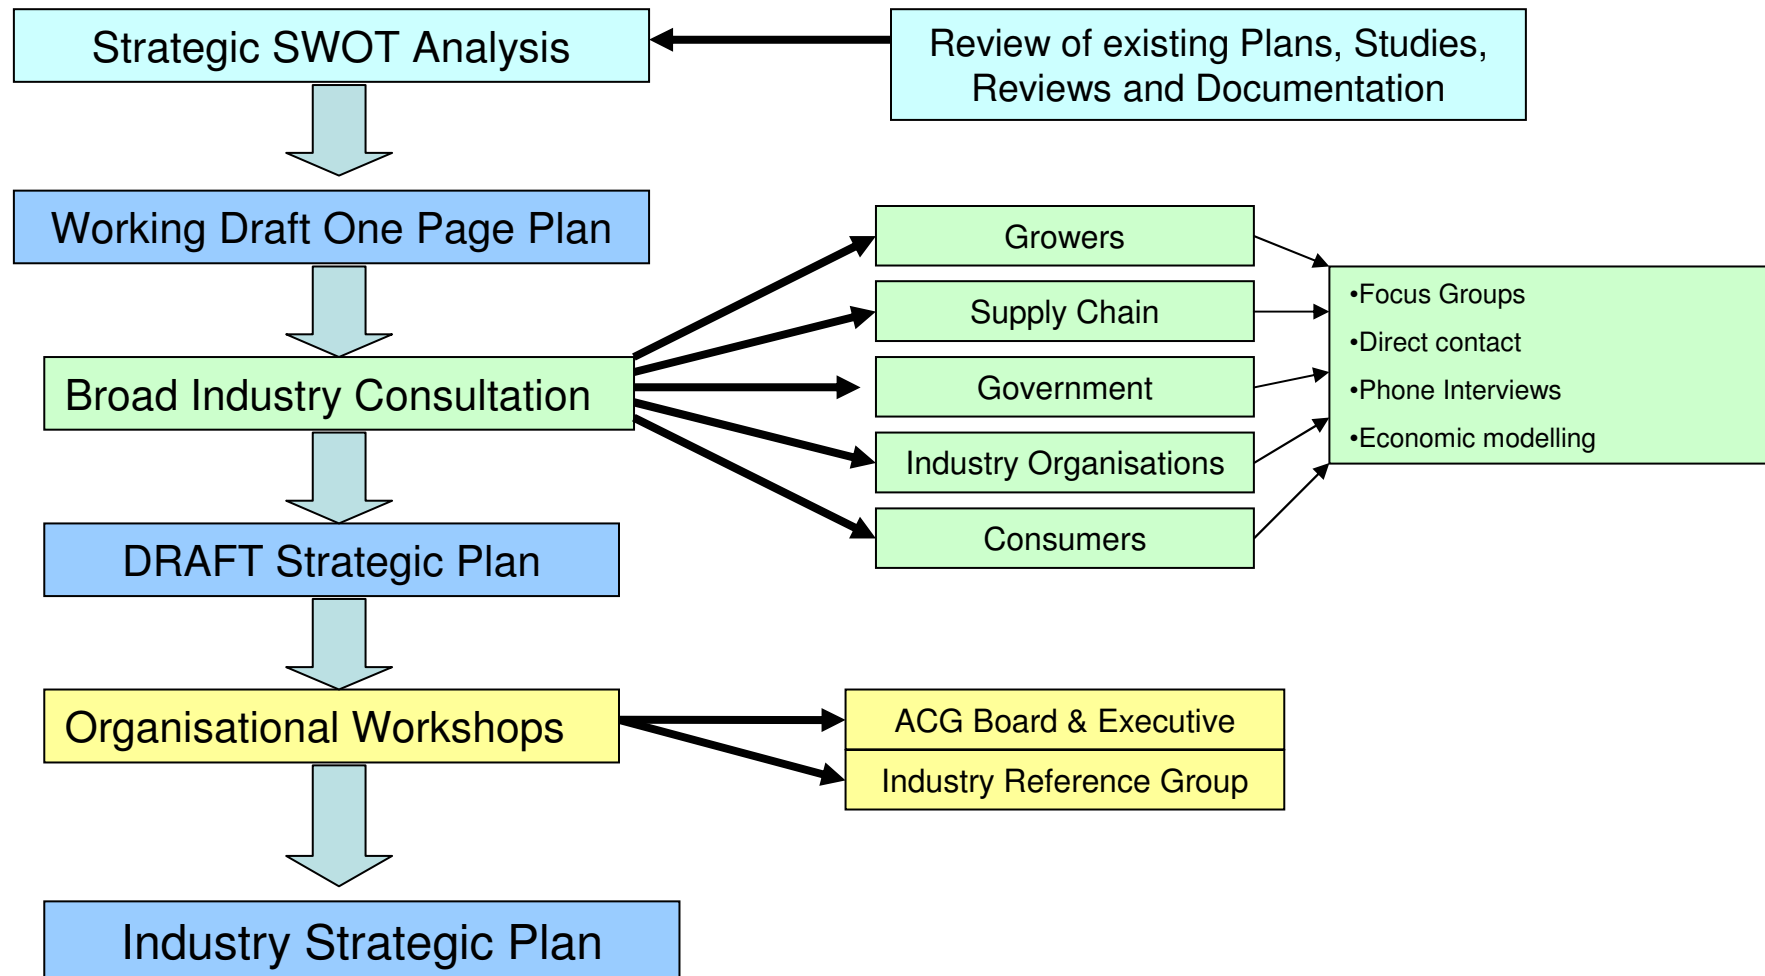 Strategic SWOT Analysis
Review of existing Plans, Studies,
Reviews and Documentation
Working Draft One Page Plan
Broad Industry Consultation
Growers
Supply Chain
Government
Industry Organisations
Consumers
•Focus Groups
•Direct contact
•Phone Interviews
•Economic modelling
DRAFT Strategic Plan
Organisational Workshops
ACG Board & Executive
Industry Reference Group
Industry Strategic Plan